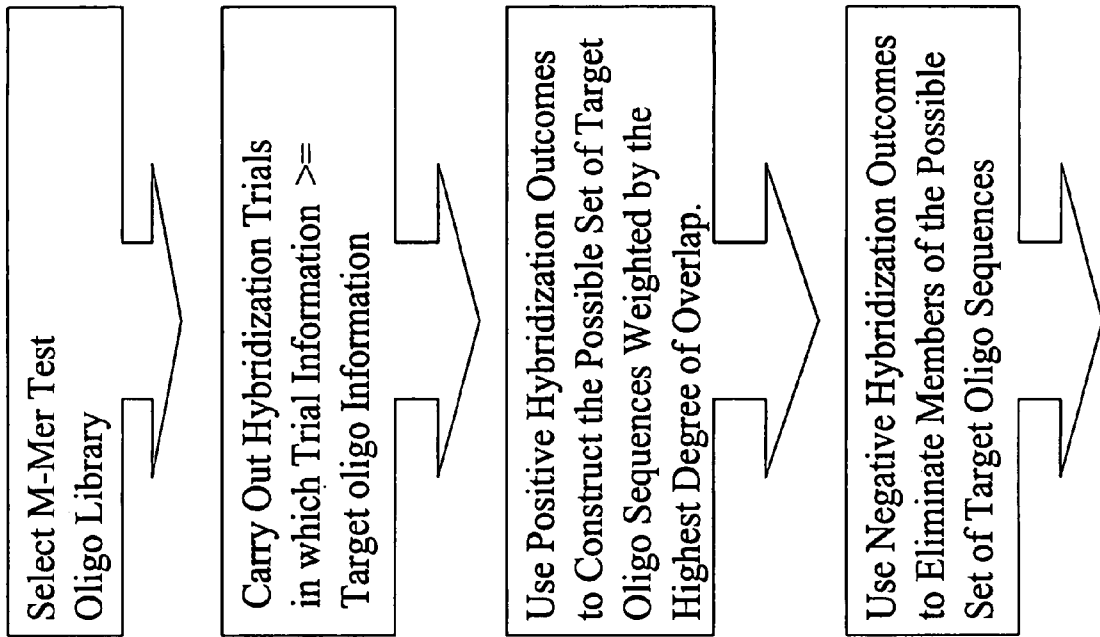 Select M-Mer Test
Oligo Library
Carry Out Hybridization Trials
in which Trial Information >=
Target oligo Information
Use Positive Hybridization Outcomes
to Construct the Possible Set of Target
Oligo Sequences Weighted by the
Highest Degree of Overlap.
Use Negative Hybridization Outcomes
to Eliminate Members of the Possible
Set of Target Oligo Sequences